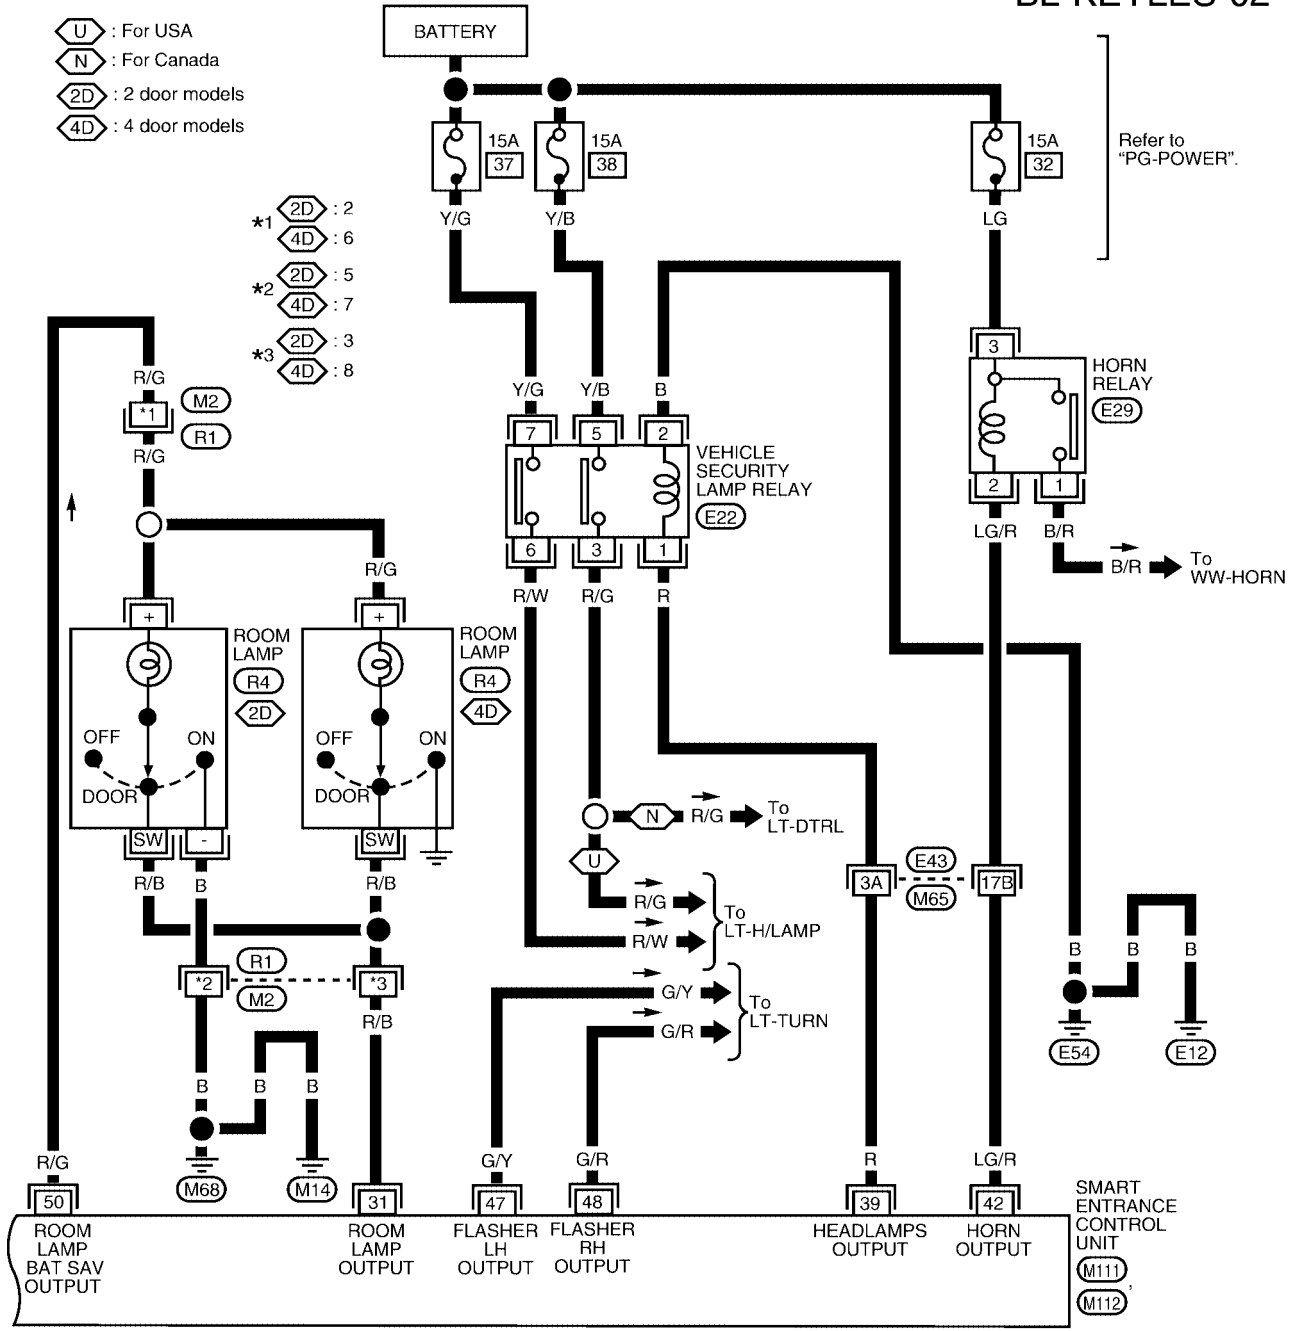 U : For USA
N : For Canada
2D : 2 door models
4D : 4 door models
BATTERY
15A
37
15A
38
15A
32
Refer to
“PG-POWER”.
Y/G
Y/B
LG
*1 2D : 2
4D : 6
*2 2D : 5
4D : 7
*3 2D : 3
4D : 8
R/G
*1
M2
R1
R/G
Y/G
Y/B
B
7
5
2
VEHICLE
SECURITY
LAMP RELAY
E22
6
3
1
R/W
R/G
R
3
HORN
RELAY
E29
2
1
LG/R
B/R
B/R
To
WW-HORN
R/G
+
+
ROOM
LAMP
R4
2D
ROOM
LAMP
R4
4D
OFF
ON
DOOR
OFF
ON
DOOR
SW
-
SW
R/B
B
R/B
N
R/G
To
LT-DTRL
U
R/G
R/W
To
LT-H/LAMP
G/Y
G/R
To
LT-TURN
3A
E43
M65
17B
*2
R1
M2
*3
R/B
B
B
B
E54
E12
B
B
B
M68
M14
R/G
G/Y
G/R
R
LG/R
50
31
47
48
39
42
ROOM
LAMP
BAT SAV
OUTPUT
ROOM
LAMP
OUTPUT
FLASHER
LH
OUTPUT
FLASHER
RH
OUTPUT
HEADLAMPS
OUTPUT
HORN
OUTPUT
SMART
ENTRANCE
CONTROL
UNIT
M111 ,
M112